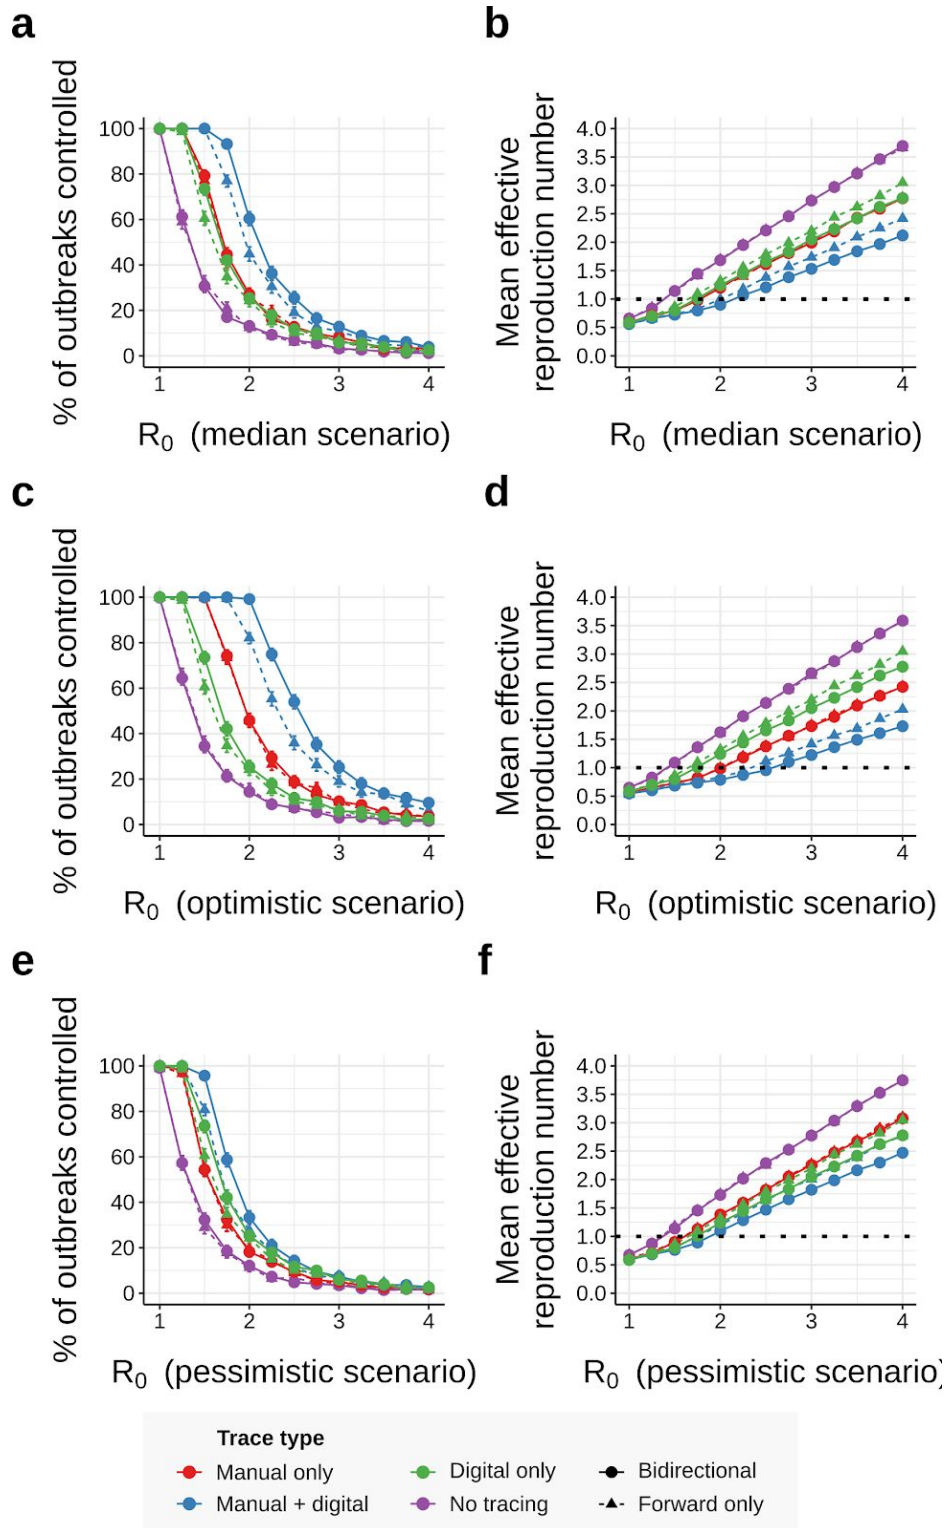 a
% of outbreaks controlled
100
80
60
40
20
0
1 2 3 4
R₀ (median scenario)
b
Mean effective
reproduction number
4.0
3.5
3.0
2.5
2.0
1.5
1.0
0.5
0.0
1 2 3 4
R₀ (median scenario)
c
% of outbreaks controlled
100
80
60
40
20
0
1 2 3 4
R₀ (optimistic scenario)
d
Mean effective
reproduction number
4.0
3.5
3.0
2.5
2.0
1.5
1.0
0.5
0.0
1 2 3 4
R₀ (optimistic scenario)
e
% of outbreaks controlled
100
80
60
40
20
0
1 2 3 4
R₀ (pessimistic scenario)
f
Mean effective
reproduction number
4.0
3.5
3.0
2.5
2.0
1.5
1.0
0.5
0.0
1 2 3 4
R₀ (pessimistic scenario)
Trace type
Manual only
Manual + digital
Digital only
No tracing
Bidirectional
Forward only